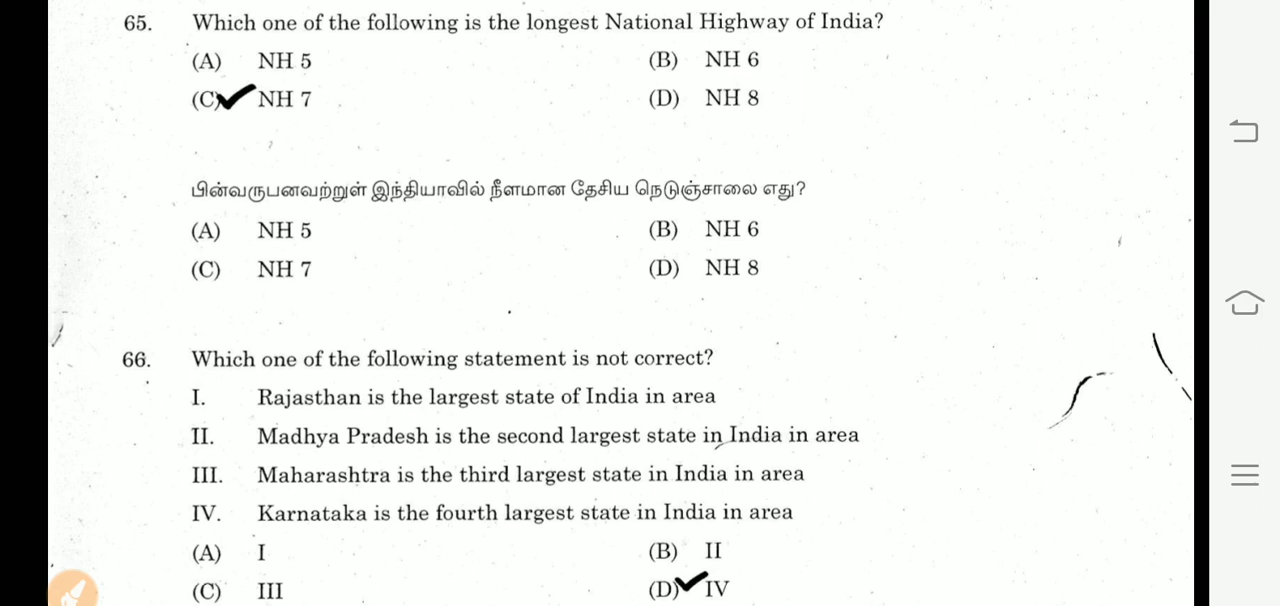 65. Which one of the following is the longest National Highway of India?
(A) NH 5 (B) NH 6
(C) NH 7 (D) NH 8
பின்வருபனவற்றுள் இந்தியாவில் நீளமான தேசிய நெடுஞ்சாலை எது?
(A) NH 5 (B) NH 6
(C) NH 7 (D) NH 8
66. Which one of the following statement is not correct?
I. Rajasthan is the largest state of India in area
II. Madhya Pradesh is the second largest state in India in area
III. Maharashtra is the third largest state in India in area
IV. Karnataka is the fourth largest state in India in area
(A) I (B) II
(C) III (D) IV